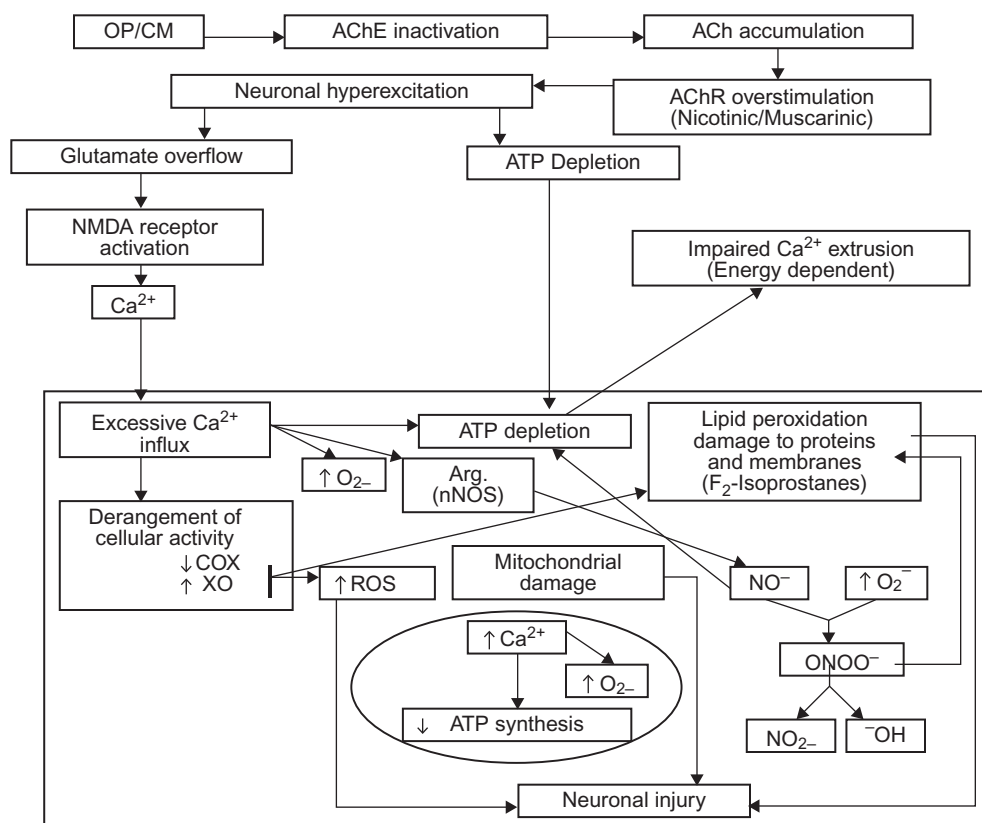 OP/CM
AChE inactivation
ACh accumulation
Neuronal hyperexcitation
AChR overstimulation
(Nicotinic/Muscarinic)
Glutamate overflow
ATP Depletion
NMDA receptor
activation
Impaired Ca²⁺ extrusion
(Energy dependent)
Ca²⁺
Excessive Ca²⁺
influx
ATP depletion
Lipid peroxidation
damage to proteins
and membranes
(F₂-Isoprostanes)
↑ O₂₋
Arg.
(nNOS)
Derangement of
cellular activity
↓ COX
↑ XO
↑ ROS
Mitochondrial
damage
NO⁻
↑ O₂⁻
↑ Ca²⁺
↑ O₂₋
ONOO⁻
↓ ATP synthesis
NO₂₋
⁻OH
Neuronal injury